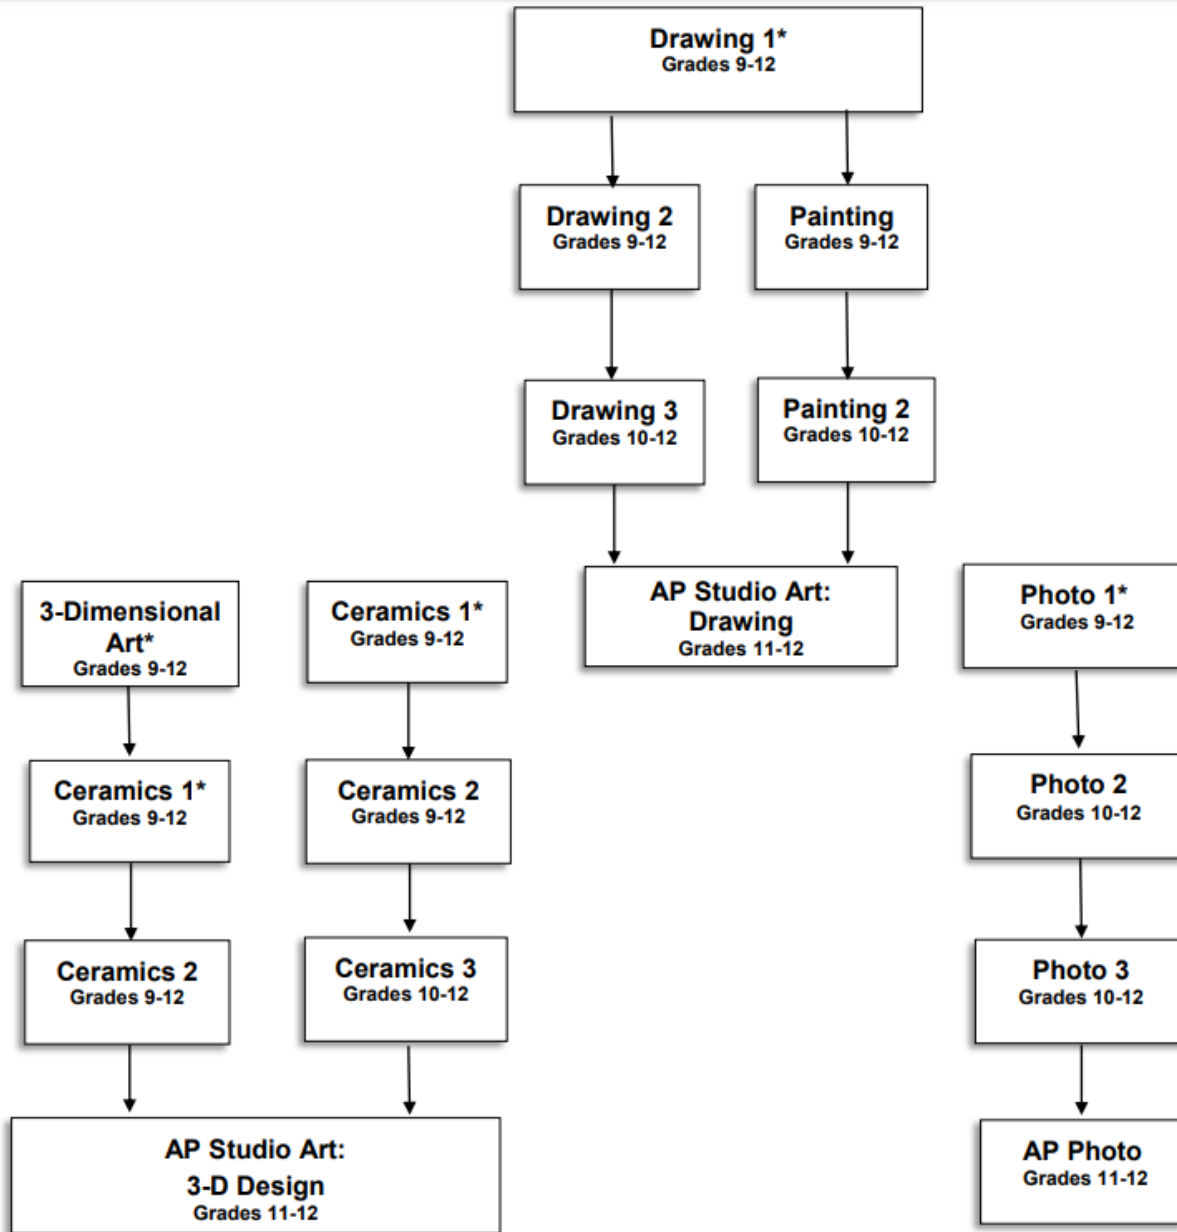 Drawing 1*
Grades 9-12
Drawing 2
Grades 9-12
Painting
Grades 9-12
Drawing 3
Grades 10-12
Painting 2
Grades 10-12
AP Studio Art:
Drawing
Grades 11-12
3-Dimensional
Art*
Grades 9-12
Ceramics 1*
Grades 9-12
Photo 1*
Grades 9-12
Ceramics 1*
Grades 9-12
Ceramics 2
Grades 9-12
Photo 2
Grades 10-12
Ceramics 2
Grades 9-12
Ceramics 3
Grades 10-12
Photo 3
Grades 10-12
AP Studio Art:
3-D Design
Grades 11-12
AP Photo
Grades 11-12